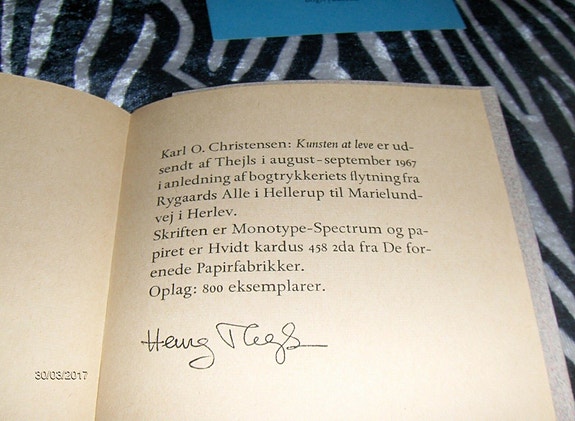 Karl O. Christensen: Kunsten at leve er ud-
sendt af Thejls i august-september 1967
i anledning af bogtrykkeriets flytning fra
Rygaards Alle i Hellerup til Marielund-
vej i Herlev.
Skriften er Monotype-Spectrum og pa-
piret er Hvidt kardus 458 2da fra De for-
enede Papirfabrikker.
Oplag: 800 eksemplarer.
Henry Thejls
30/03/2017